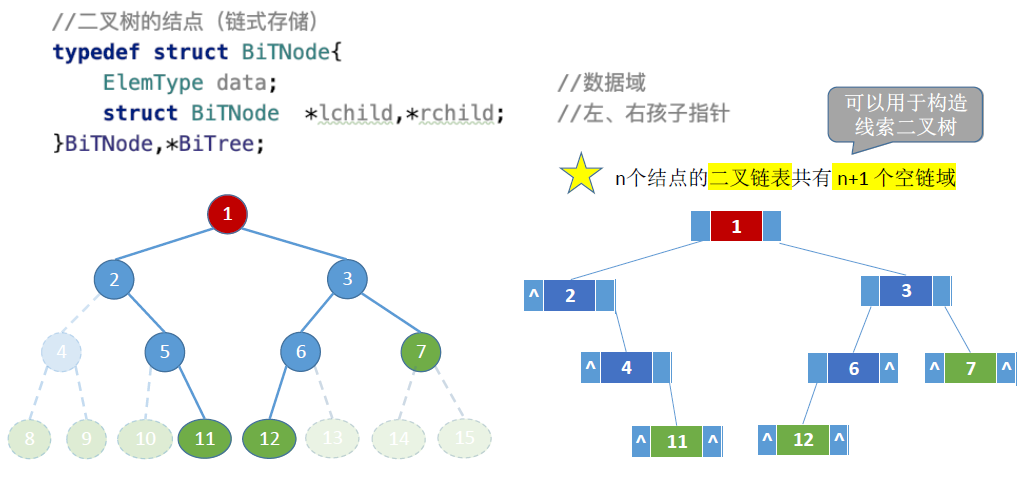 //二叉树的结点（链式存储）
typedef struct BiTNode{
ElemType data; //数据域
struct BiTNode *lchild,*rchild; //左、右孩子指针
}BiTNode,*BiTree;
可以用于构造
线索二叉树
n个结点的二叉链表共有 n+1 个空链域
1
2 3
4 5 6 7
8 9 10 11 12 13 14 15
1
^ 2 3
^ 4 6 ^ ^ 7 ^
^ 11 ^ ^ 12 ^